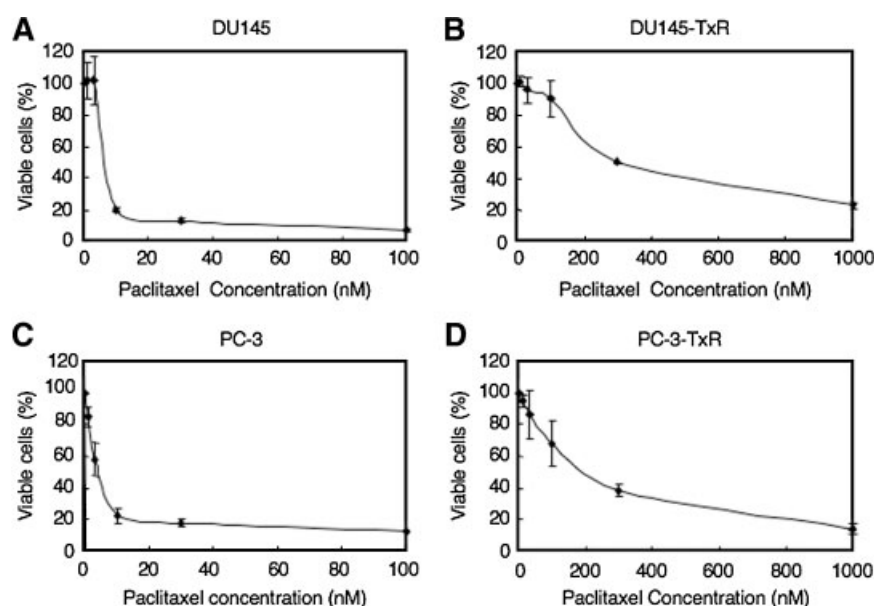 A
DU145
Viable cells (%)
120
100
80
60
40
20
0
0 20 40 60 80 100
Paclitaxel Concentration (nM)
B
DU145-TxR
Viable cells (%)
120
100
80
60
40
20
0
0 200 400 600 800 1000
Paclitaxel Concentration (nM)
C
PC-3
Viable cells (%)
120
100
80
60
40
20
0
0 20 40 60 80 100
Paclitaxel concentration (nM)
D
PC-3-TxR
Viable cells (%)
120
100
80
60
40
20
0
0 200 400 600 800 1000
Paclitaxel Concentration (nM)